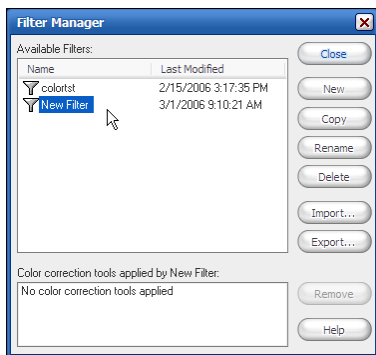 Filter Manager
Available Filters:
Close
Name Last Modified
colortst 2/15/2006 3:17:35 PM
New Filter 3/1/2006 9:10:21 AM
New
Copy
Rename
Delete
Import...
Export...
Color correction tools applied by New Filter:
No color correction tools applied
Remove
Help